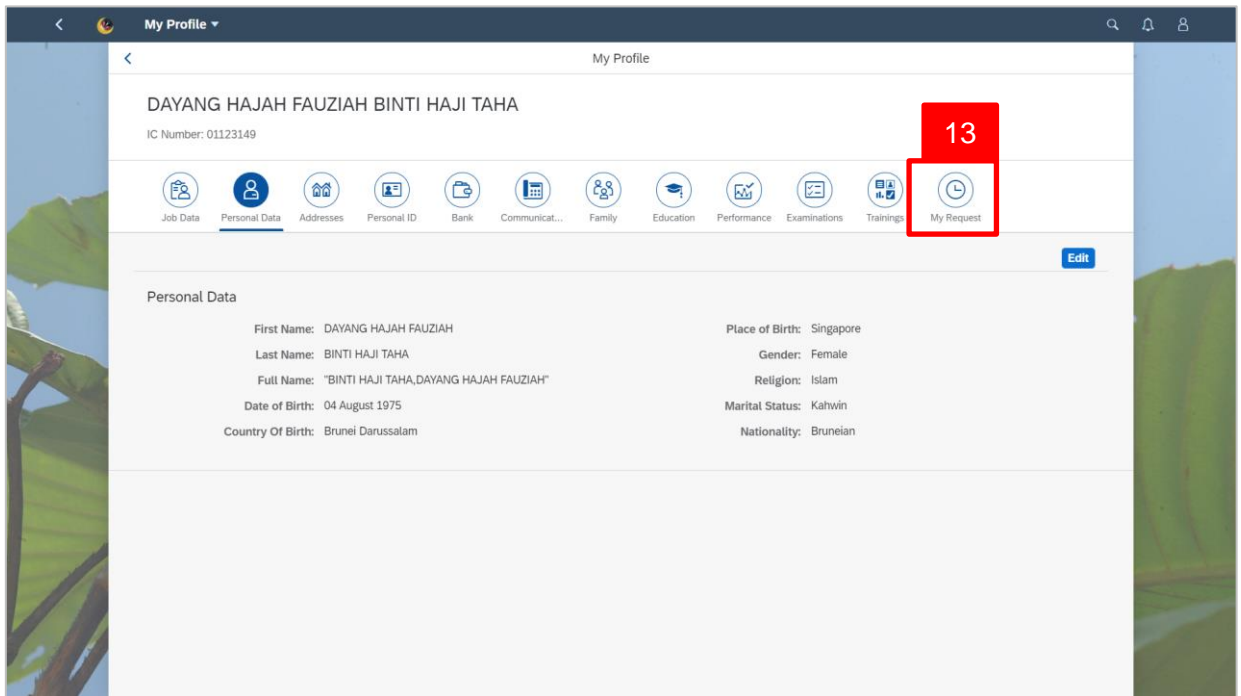 My Profile
My Profile
DAYANG HAJAH FAUZIAH BINTI HAJI TAHA
IC Number: 01123149
13
Job Data Personal Data Addresses Personal ID Bank Communicat... Family Education Performance Examinations Trainings My Request
Edit
Personal Data
First Name: DAYANG HAJAH FAUZIAH Place of Birth: Singapore
Last Name: BINTI HAJI TAHA Gender: Female
Full Name: "BINTI HAJI TAHA,DAYANG HAJAH FAUZIAH" Religion: Islam
Date of Birth: 04 August 1975 Marital Status: Kahwin
Country Of Birth: Brunei Darussalam Nationality: Bruneian